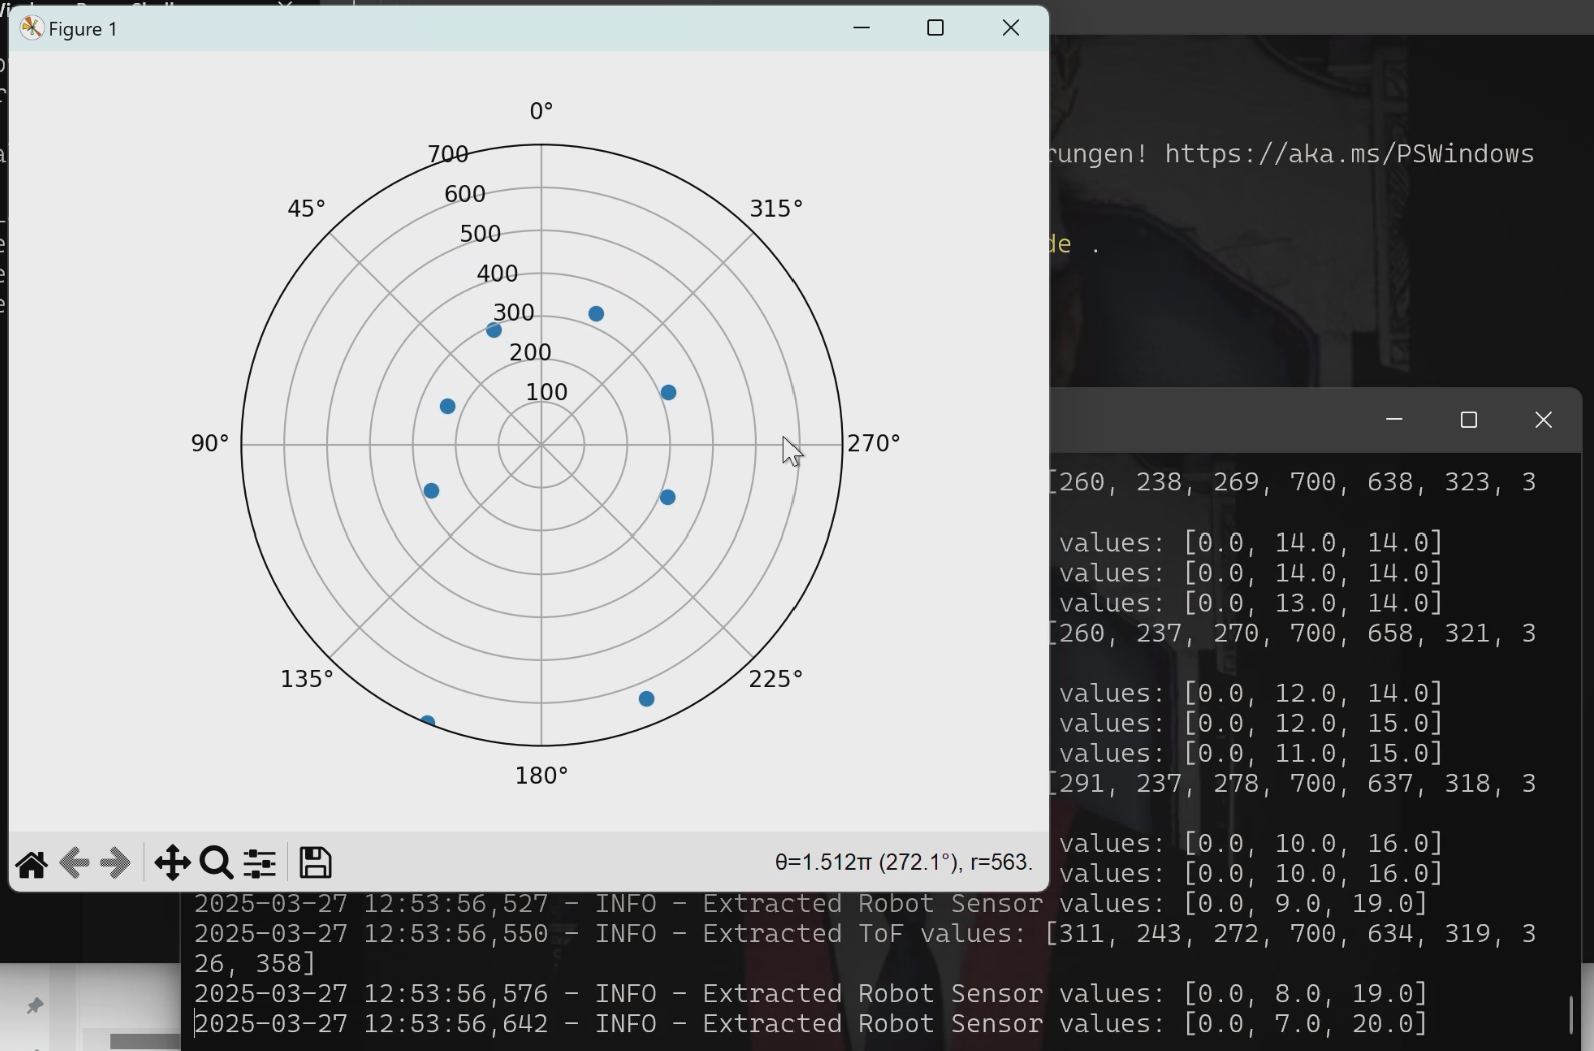 Figure 1
0°
700
600
500
400
300
200
100
45°
315°
90°
270°
135°
225°
180°
θ=1.512π (272.1°), r=563.
rungen! https://aka.ms/PSWindows
de .
[260, 238, 269, 700, 638, 323, 3
values: [0.0, 14.0, 14.0]
values: [0.0, 14.0, 14.0]
values: [0.0, 13.0, 14.0]
[260, 237, 270, 700, 658, 321, 3
values: [0.0, 12.0, 14.0]
values: [0.0, 12.0, 15.0]
values: [0.0, 11.0, 15.0]
[291, 237, 278, 700, 637, 318, 3
values: [0.0, 10.0, 16.0]
values: [0.0, 10.0, 16.0]
2025-03-27 12:53:56,527 - INFO - Extracted Robot Sensor values: [0.0, 9.0, 19.0]
2025-03-27 12:53:56,550 - INFO - Extracted ToF values: [311, 243, 272, 700, 634, 319, 3
26, 358]
2025-03-27 12:53:56,576 - INFO - Extracted Robot Sensor values: [0.0, 8.0, 19.0]
2025-03-27 12:53:56,642 - INFO - Extracted Robot Sensor values: [0.0, 7.0, 20.0]